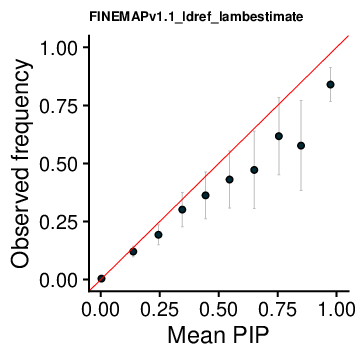 FINEMAPv1.1_ldref_lambestimate
1.00
0.75
0.50
0.25
0.00
Observed frequency
0.00 0.25 0.50 0.75 1.00
Mean PIP